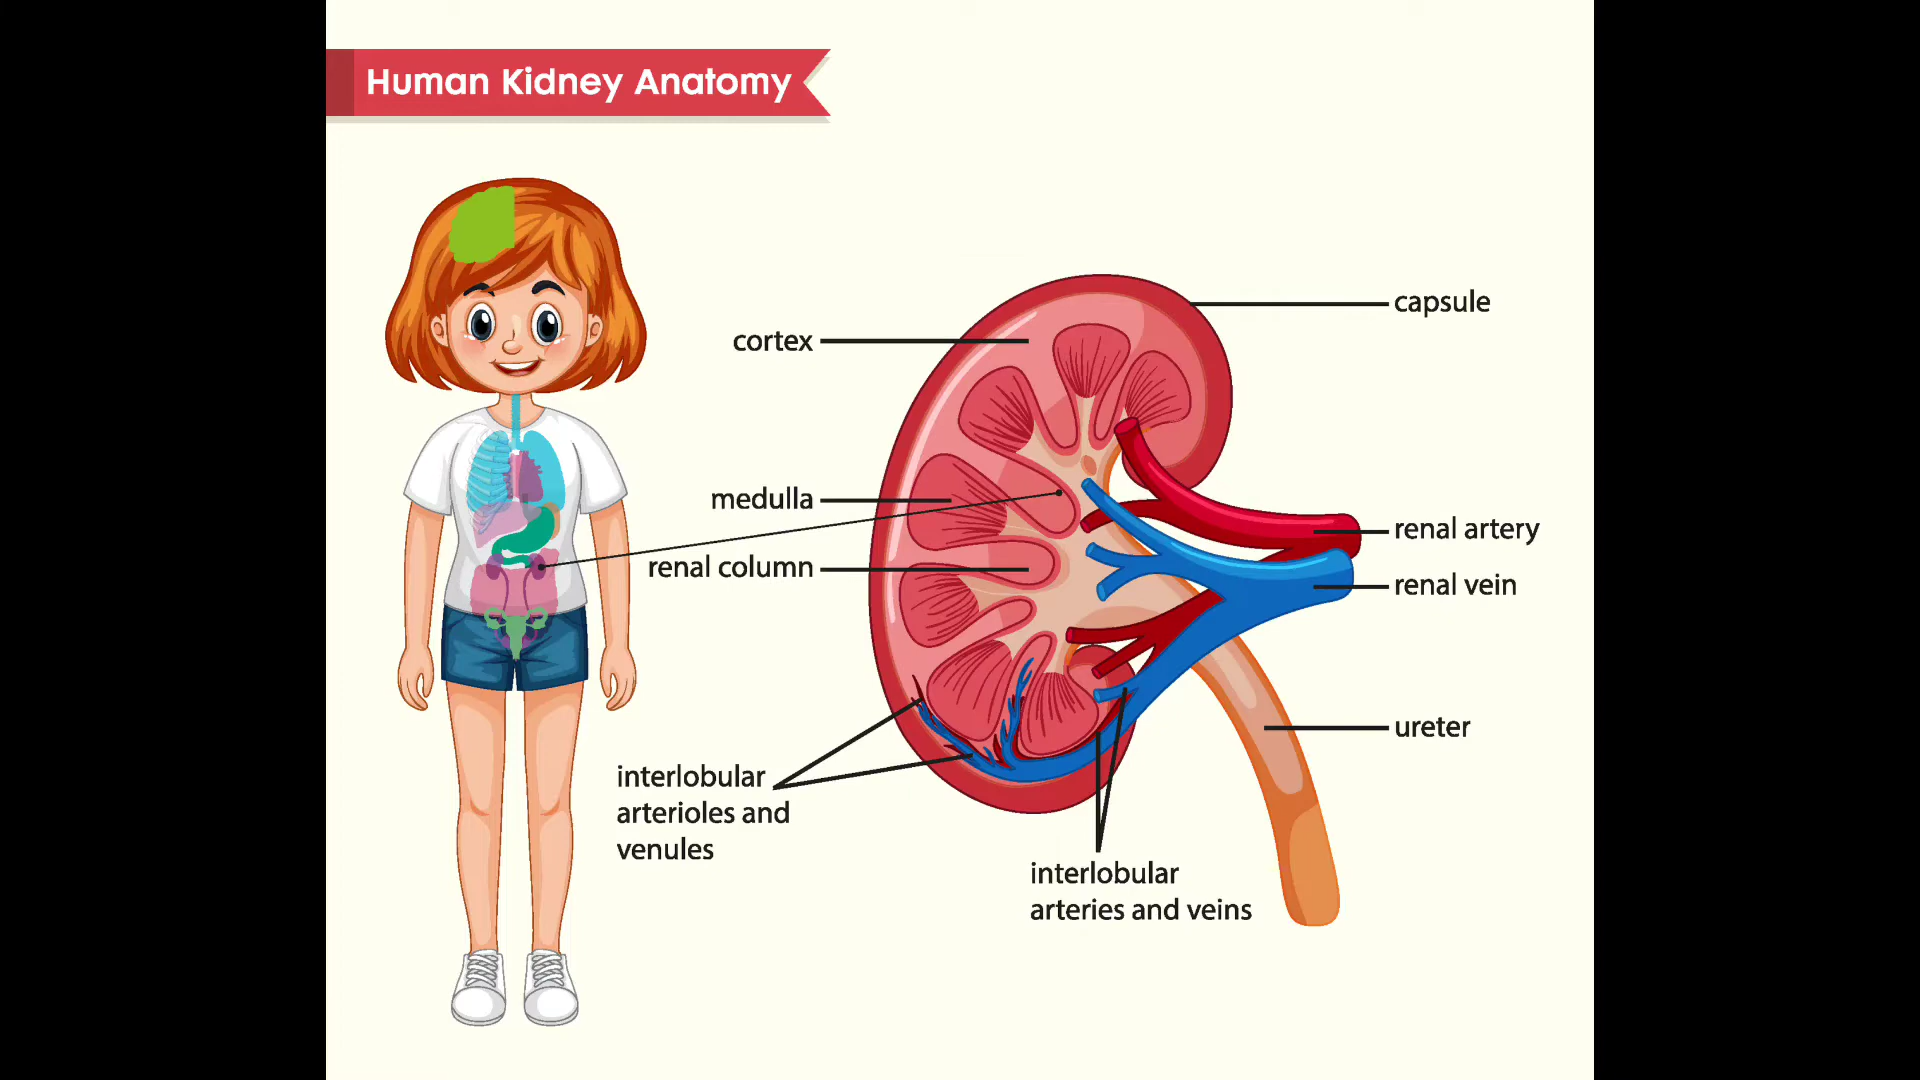 Human Kidney Anatomy
capsule
cortex
medulla
renal artery
renal column
renal vein
ureter
interlobular
arterioles and
venules
interlobular
arteries and veins